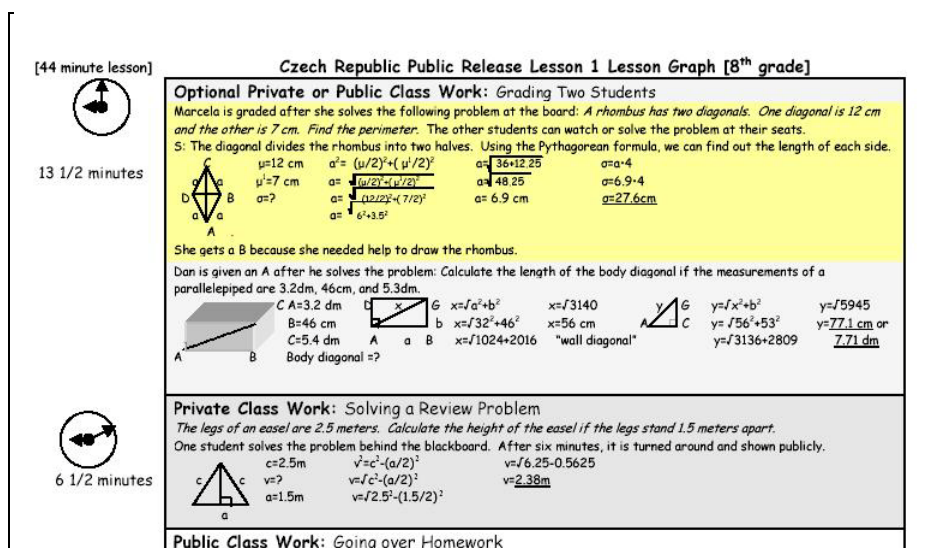 Czech Republic Public Release Lesson 1 Lesson Graph [8th grade]
[44 minute lesson]
13 1/2 minutes
Optional Private or Public Class Work: Grading Two Students
Marcela is graded after she solves the following problem at the board: A rhombus has two diagonals. One diagonal is 12 cm
and the other is 7 cm. Find the perimeter. The other students can watch or solve the problem at their seats.
S: The diagonal divides the rhombus into two halves. Using the Pythagorean formula, we can find out the length of each side.
C a a D B a a A
μ=12 cm a²= (μ/2)²+( μ¹/2)² a=√36+12.25 σ=a·4
μ¹=7 cm a= √(μ/2)²+(μ¹/2)² a=√48.25 σ=6.9·4
σ=? a= √(12/2)²+(7/2)² a= 6.9 cm σ=27.6cm
a= √6²+3.5²
She gets a B because she needed help to draw the rhombus.
Dan is given an A after he solves the problem: Calculate the length of the body diagonal if the measurements of a
parallelepiped are 3.2dm, 46cm, and 5.3dm.
C A=3.2 dm D x G x=√a²+b² x=√3140 y G y=√x²+b² y=√5945
B=46 cm b x=√32²+46² x=56 cm A C y= √56²+53² y=77.1 cm or
C=5.4 dm A a B x=√1024+2016 "wall diagonal" y=√3136+2809 7.71 dm
A B Body diagonal =?
6 1/2 minutes
Private Class Work: Solving a Review Problem
The legs of an easel are 2.5 meters. Calculate the height of the easel if the legs stand 1.5 meters apart.
One student solves the problem behind the blackboard. After six minutes, it is turned around and shown publicly.
c=2.5m v²=c²-(a/2)² v=√6.25-0.5625
c c v=? v=√c²-(a/2)² v=2.38m
a=1.5m v=√2.5²-(1.5/2)²
a
Public Class Work: Going over Homework